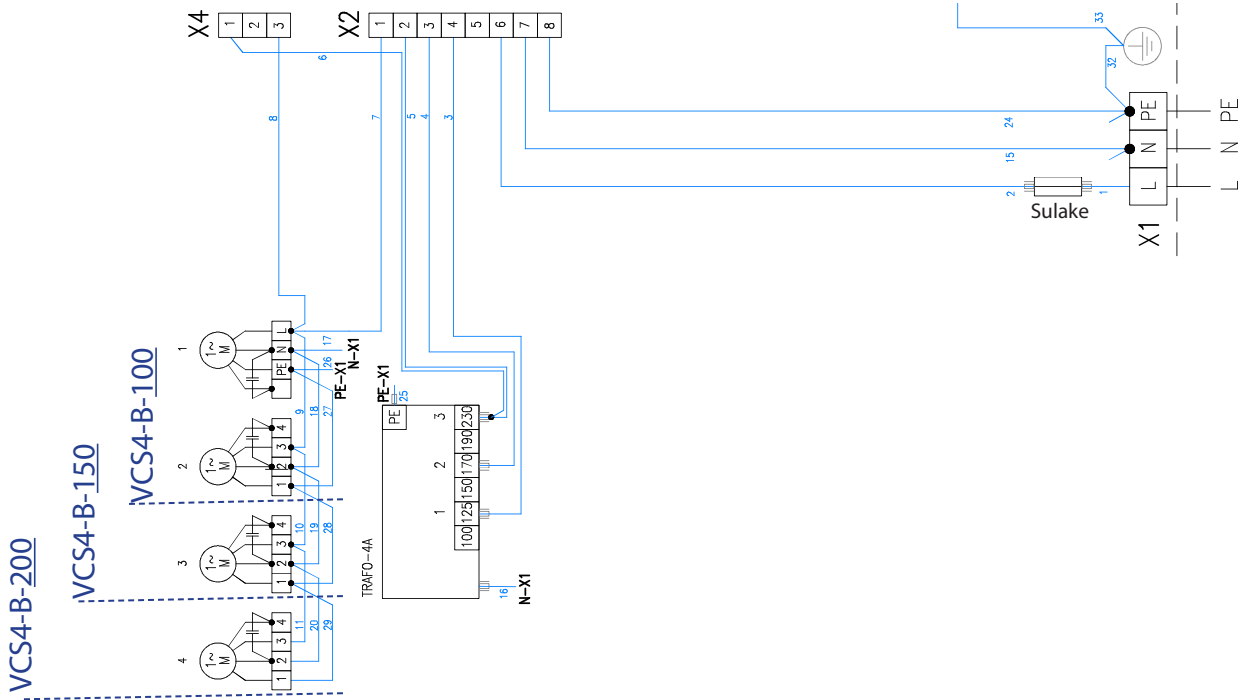 X4
1
2
3
X2
1
2
3
4
5
6
7
8
33
32
6
8
7
5
4
3
24
15
2
1
Sulake
PE
N
L
PE
N
L
X1
1
1~
M
L
N
PE
17
N-X1
26
PE-X1
VCS4-B-100
9
18
27
2
1~
M
4
3
2
1
VCS4-B-150
10
19
28
3
1~
M
4
3
2
1
VCS4-B-200
11
20
29
4
1~
M
4
3
2
1
PE-X1
25
PE
3
2
1
230
190
170
150
125
100
TRAFO-4A
16
N-X1